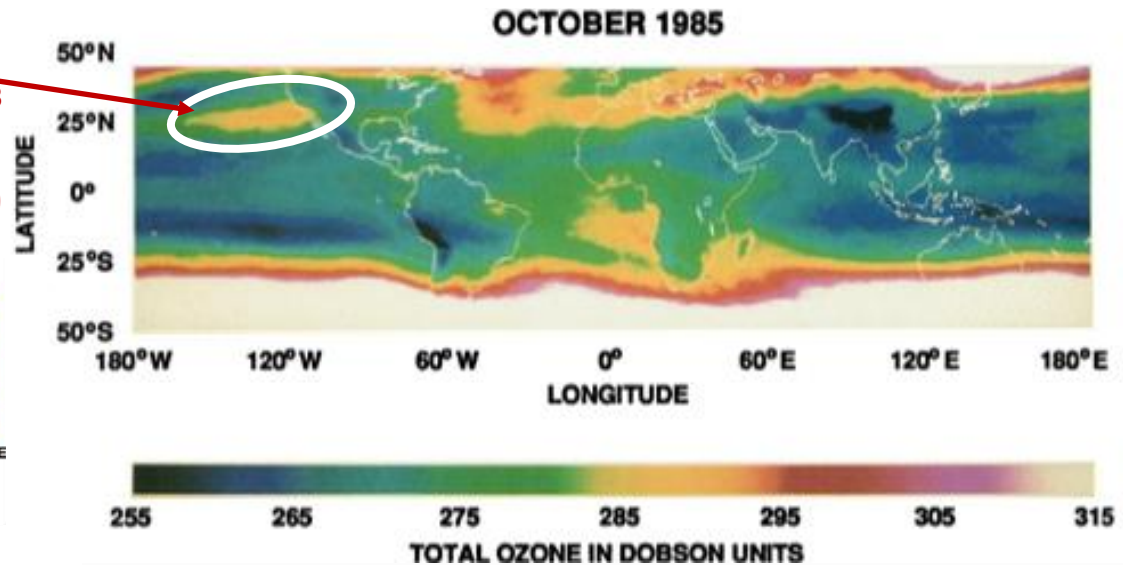 OCTOBER 1985
50°N
25°N
0°
25°S
50°S
LATITUDE
180°W 120°W 60°W 0° 60°E 120°E 180°E
LONGITUDE
255 265 275 285 295 305 315
TOTAL OZONE IN DOBSON UNITS